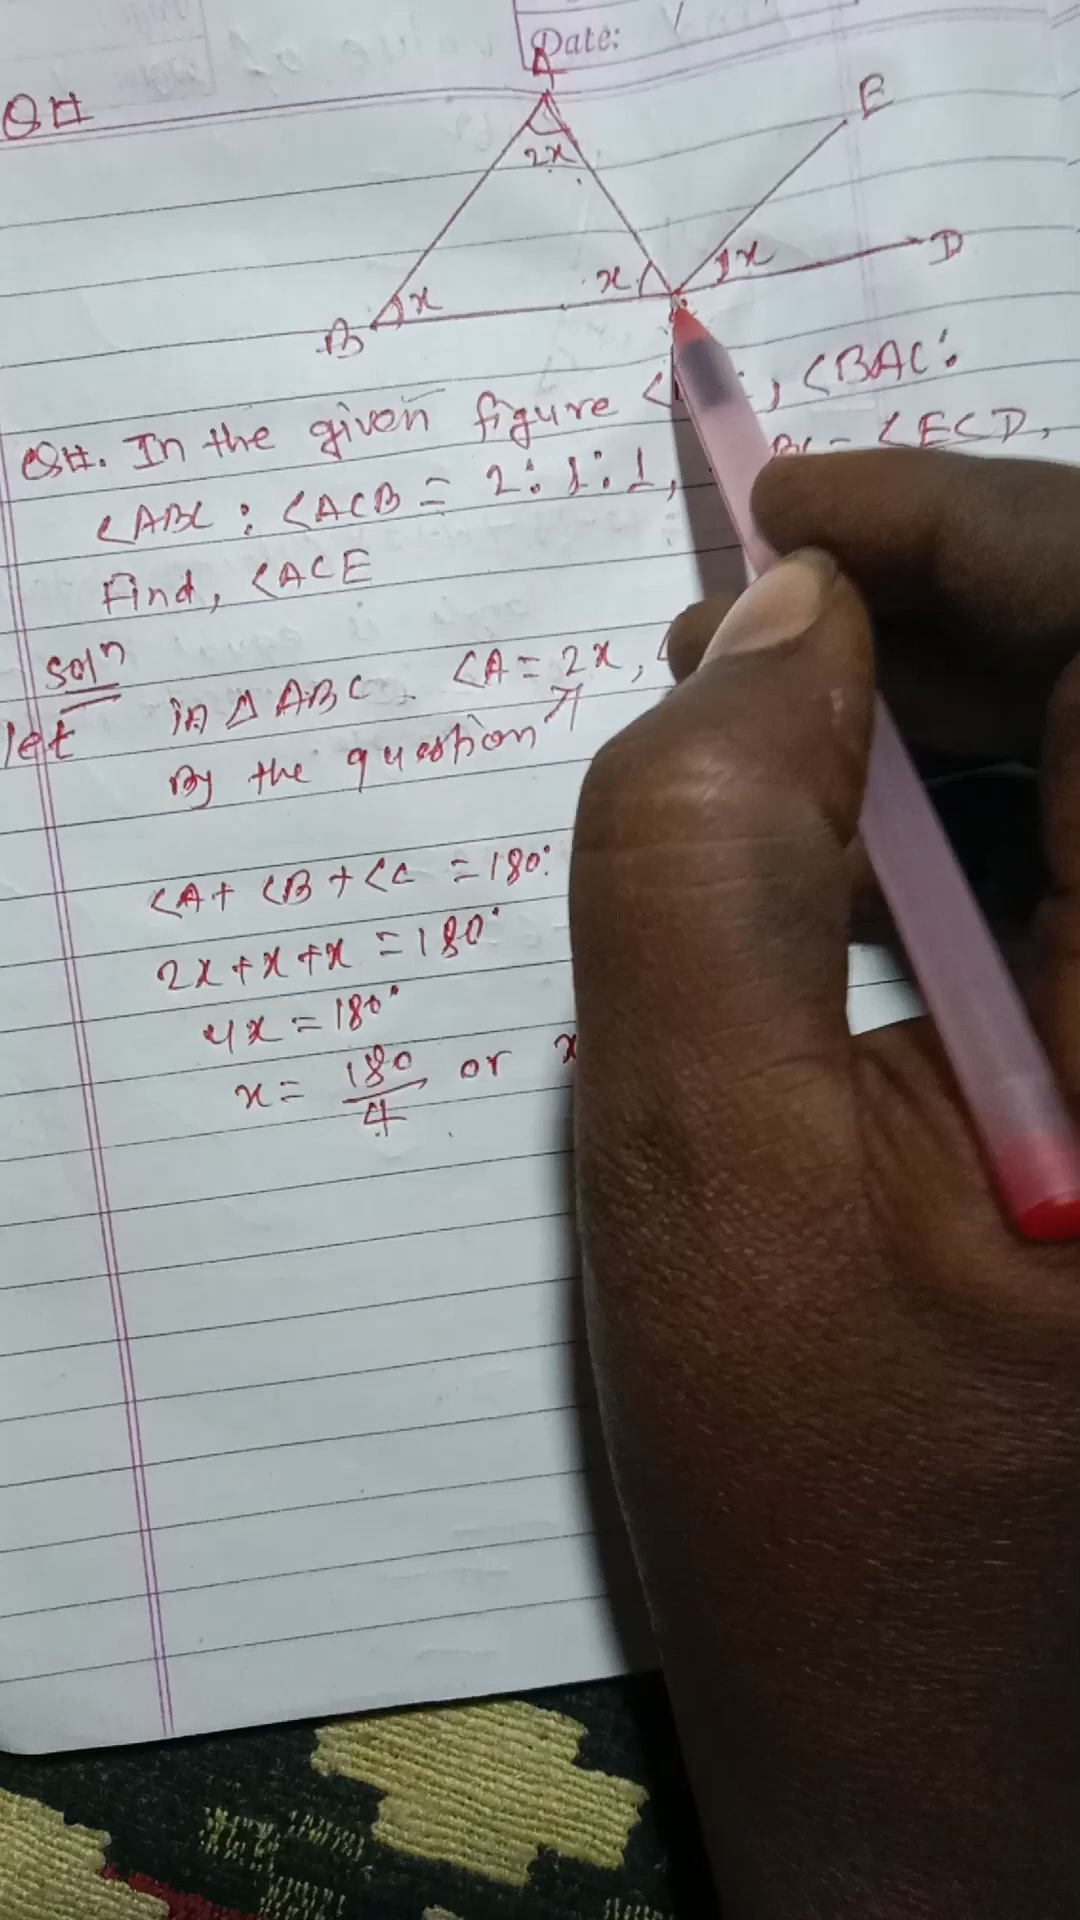 Date:
Q#
A
E
2x
D
x
x
x
B
Q#. In the given figure <, <BAC:
<ABC : <ACB = 2:1:1, = <ECD,
Find, <ACE
Solⁿ
let in △ABC. <A = 2x, <
By the question
<A + <B + <C = 180°
2x+x+x = 180°
4x = 180°
x = 180/4 or x